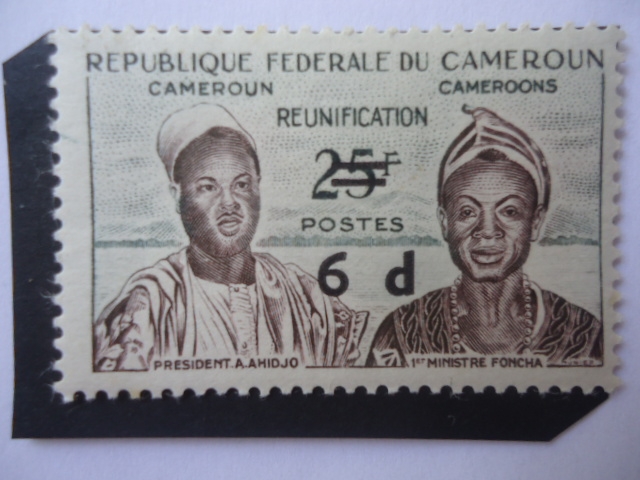 REPUBLIQUE FEDERALE DU CAMEROUN
CAMEROUN CAMEROONS
REUNIFICATION
25F
POSTES
6 d
PRESIDENT.A.AHIDJO 1ER MINISTRE FONCHA